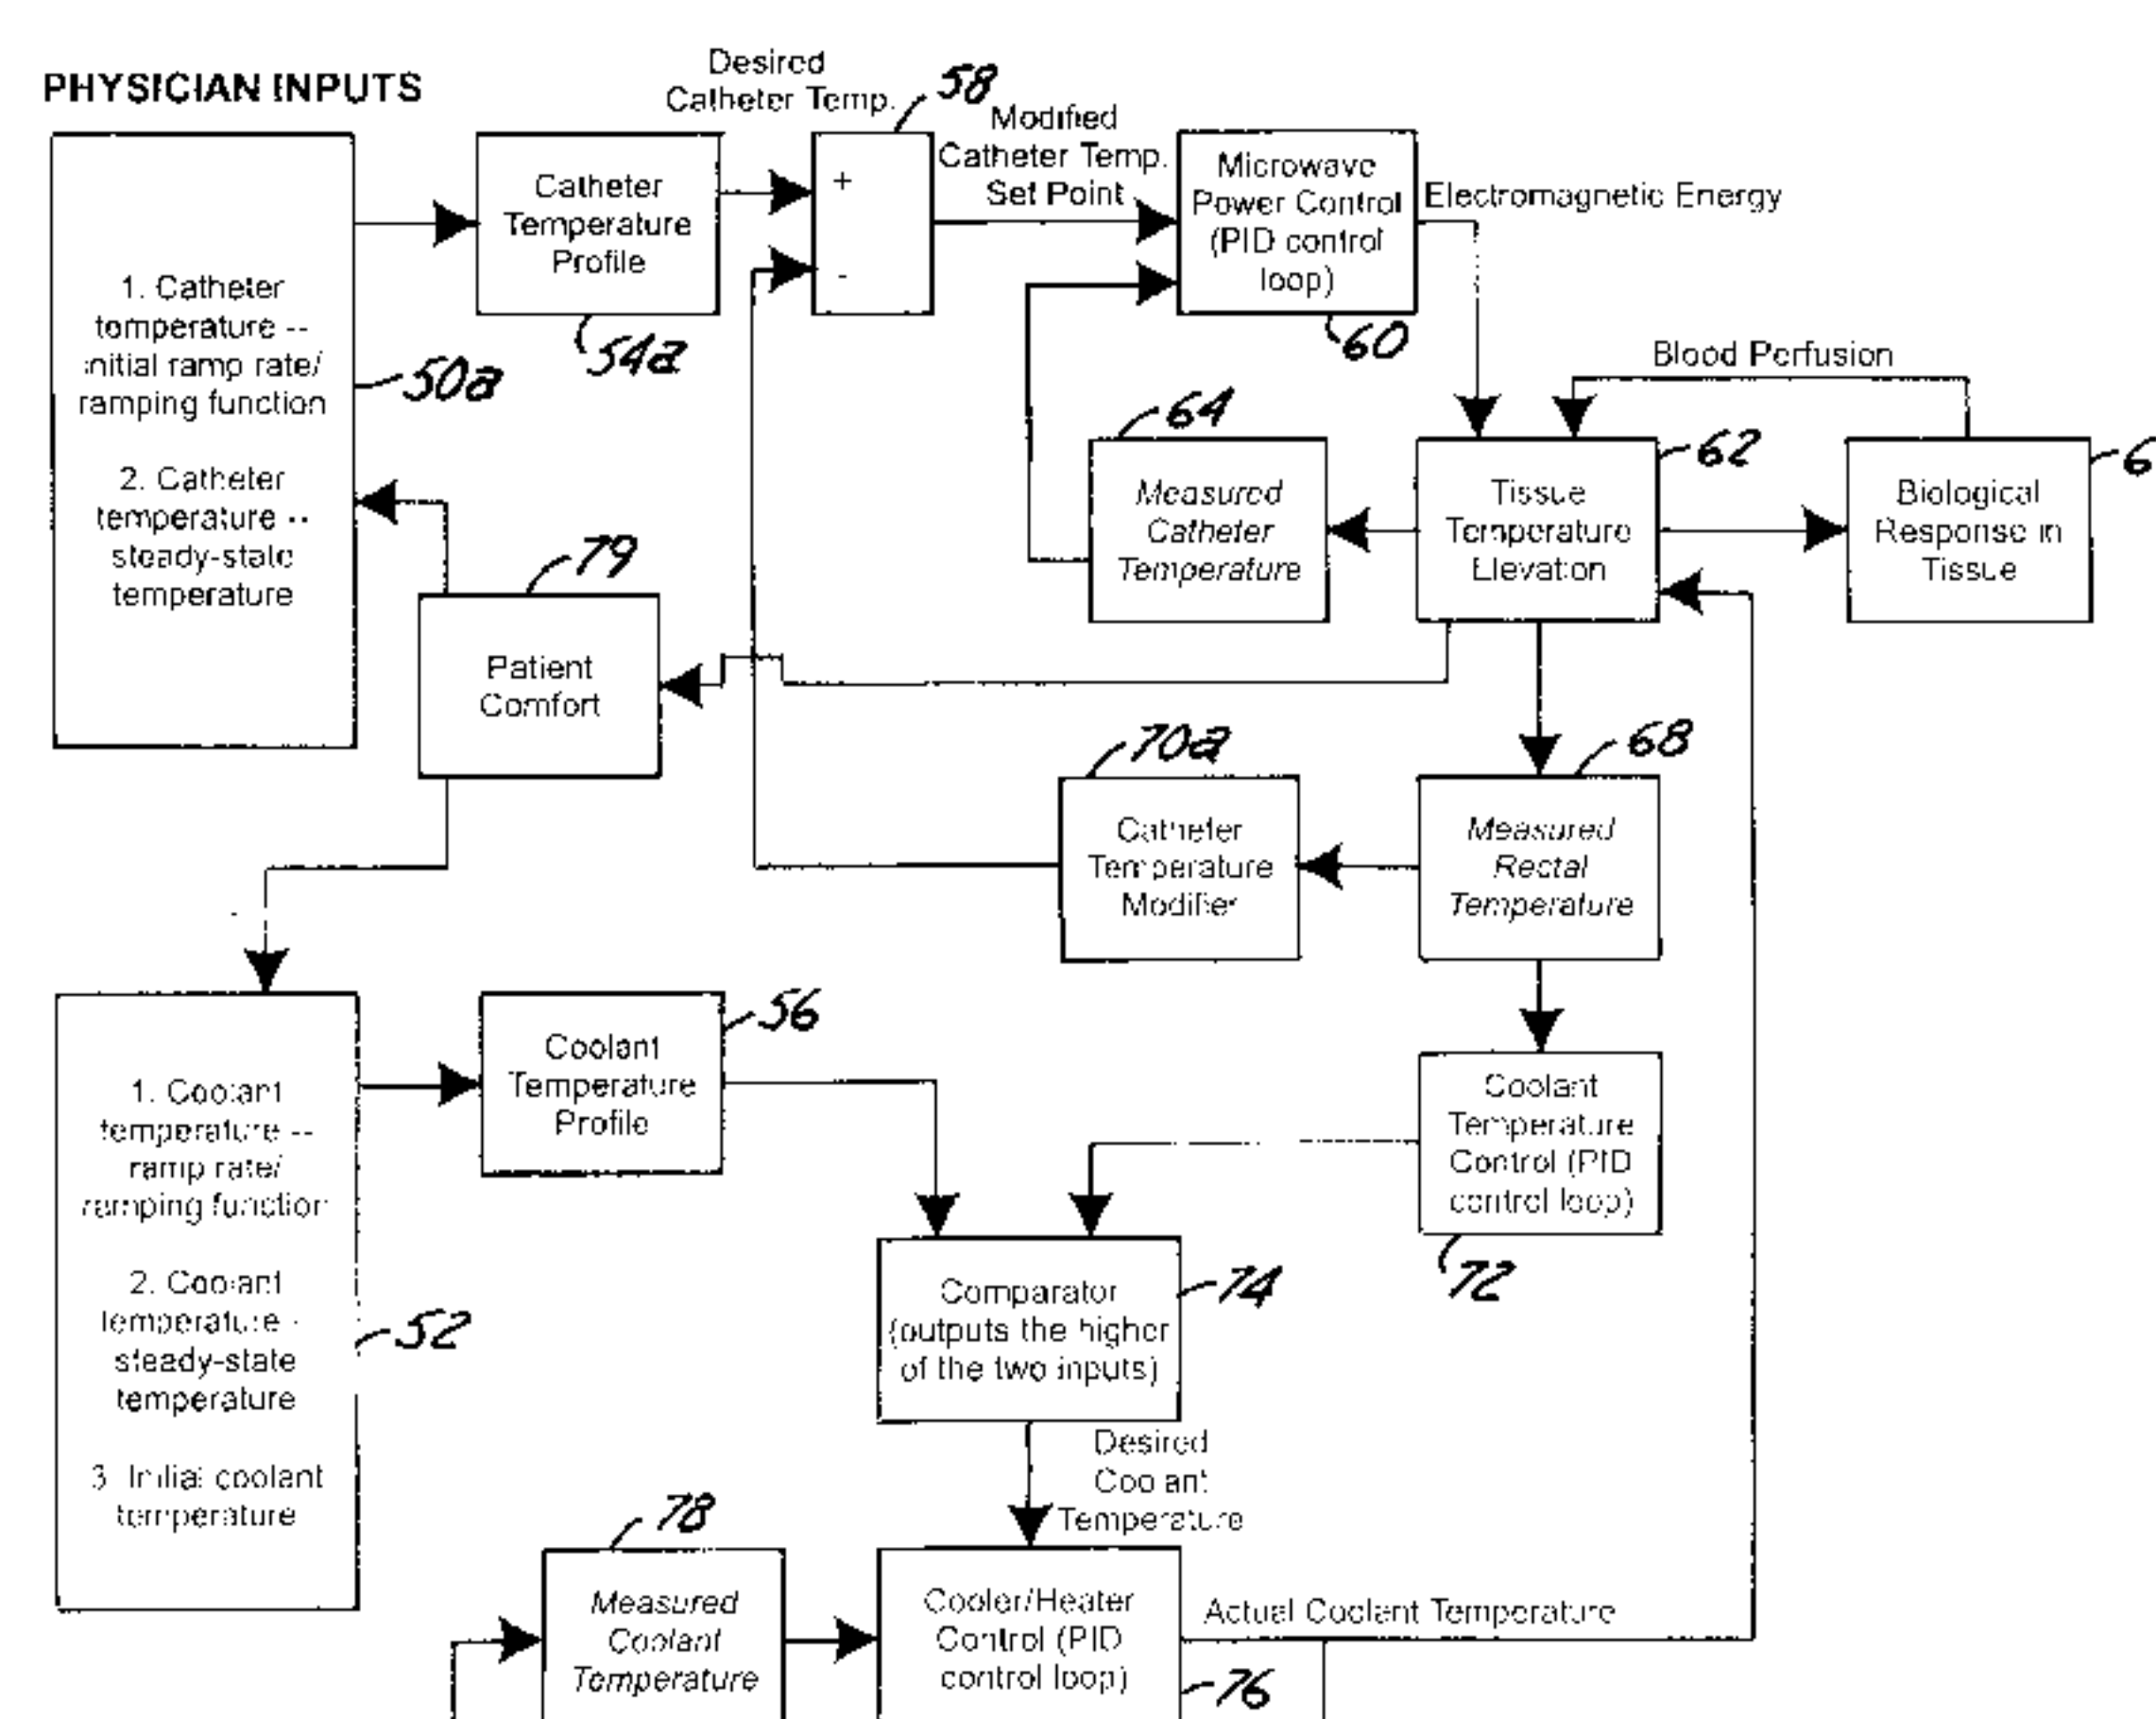 PHYSICIAN INPUTS
Desired
Catheter Temp.
58
Modified
Catheter Temp.
Set Point
1. Catheter
temperature --
initial ramp rate/
ramping function
2. Catheter
temperature --
steady-state
temperature
50a
Catheter
Temperature
Profile
54a
+
-
Microwave
Power Control
(PID control
loop)
60
Electromagnetic Energy
Blood Perfusion
64
Measured
Catheter
Temperature
62
Tissue
Temperature
Elevation
6
Biological
Response in
Tissue
79
Patient
Comfort
70a
Catheter
Temperature
Modifier
68
Measured
Rectal
Temperature
1. Coolant
temperature --
ramp rate/
ramping function
2. Coolant
temperature -
steady-state
temperature
3. Initial coolant
temperature
52
56
Coolant
Temperature
Profile
Coolant
Temperature
Control (PID
control loop)
72
Comparator
(outputs the higher
of the two inputs)
74
Desired
Coolant
Temperature
78
Measured
Coolant
Temperature
Cooler/Heater
Control (PID
control loop)
76
Actual Coolant Temperature